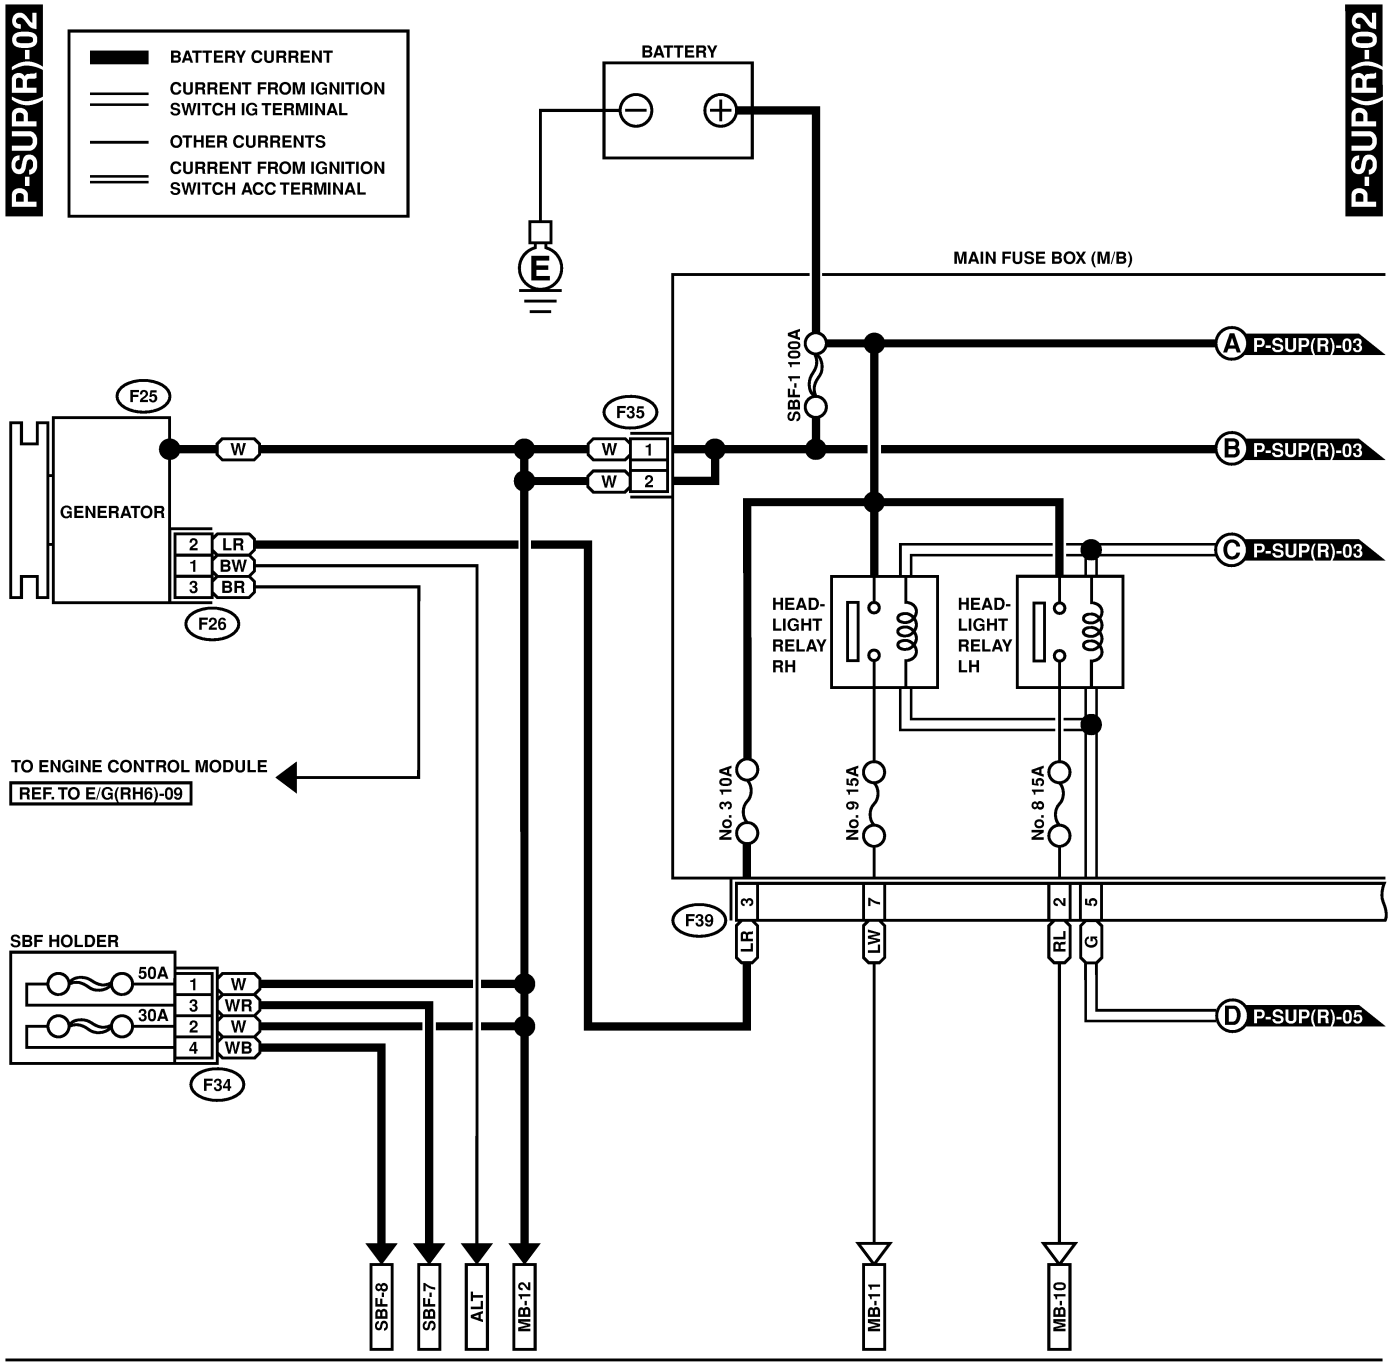 P-SUP(R)-02
P-SUP(R)-02
BATTERY CURRENT
CURRENT FROM IGNITION
SWITCH IG TERMINAL
OTHER CURRENTS
CURRENT FROM IGNITION
SWITCH ACC TERMINAL
BATTERY
E
MAIN FUSE BOX (M/B)
SBF-1 100A
A P-SUP(R)-03
F25
F35
W
W 1
W 2
B P-SUP(R)-03
GENERATOR
2 LR
1 BW
3 BR
F26
C P-SUP(R)-03
HEAD-
LIGHT
RELAY
RH
HEAD-
LIGHT
RELAY
LH
TO ENGINE CONTROL MODULE
REF. TO E/G(RH6)-09
No. 3 10A
No. 9 15A
No. 8 15A
F39
3
7
2
5
LR
LW
RL
G
SBF HOLDER
50A
30A
1 W
3 WR
2 W
4 WB
F34
D P-SUP(R)-05
SBF-8
SBF-7
ALT
MB-12
MB-11
MB-10